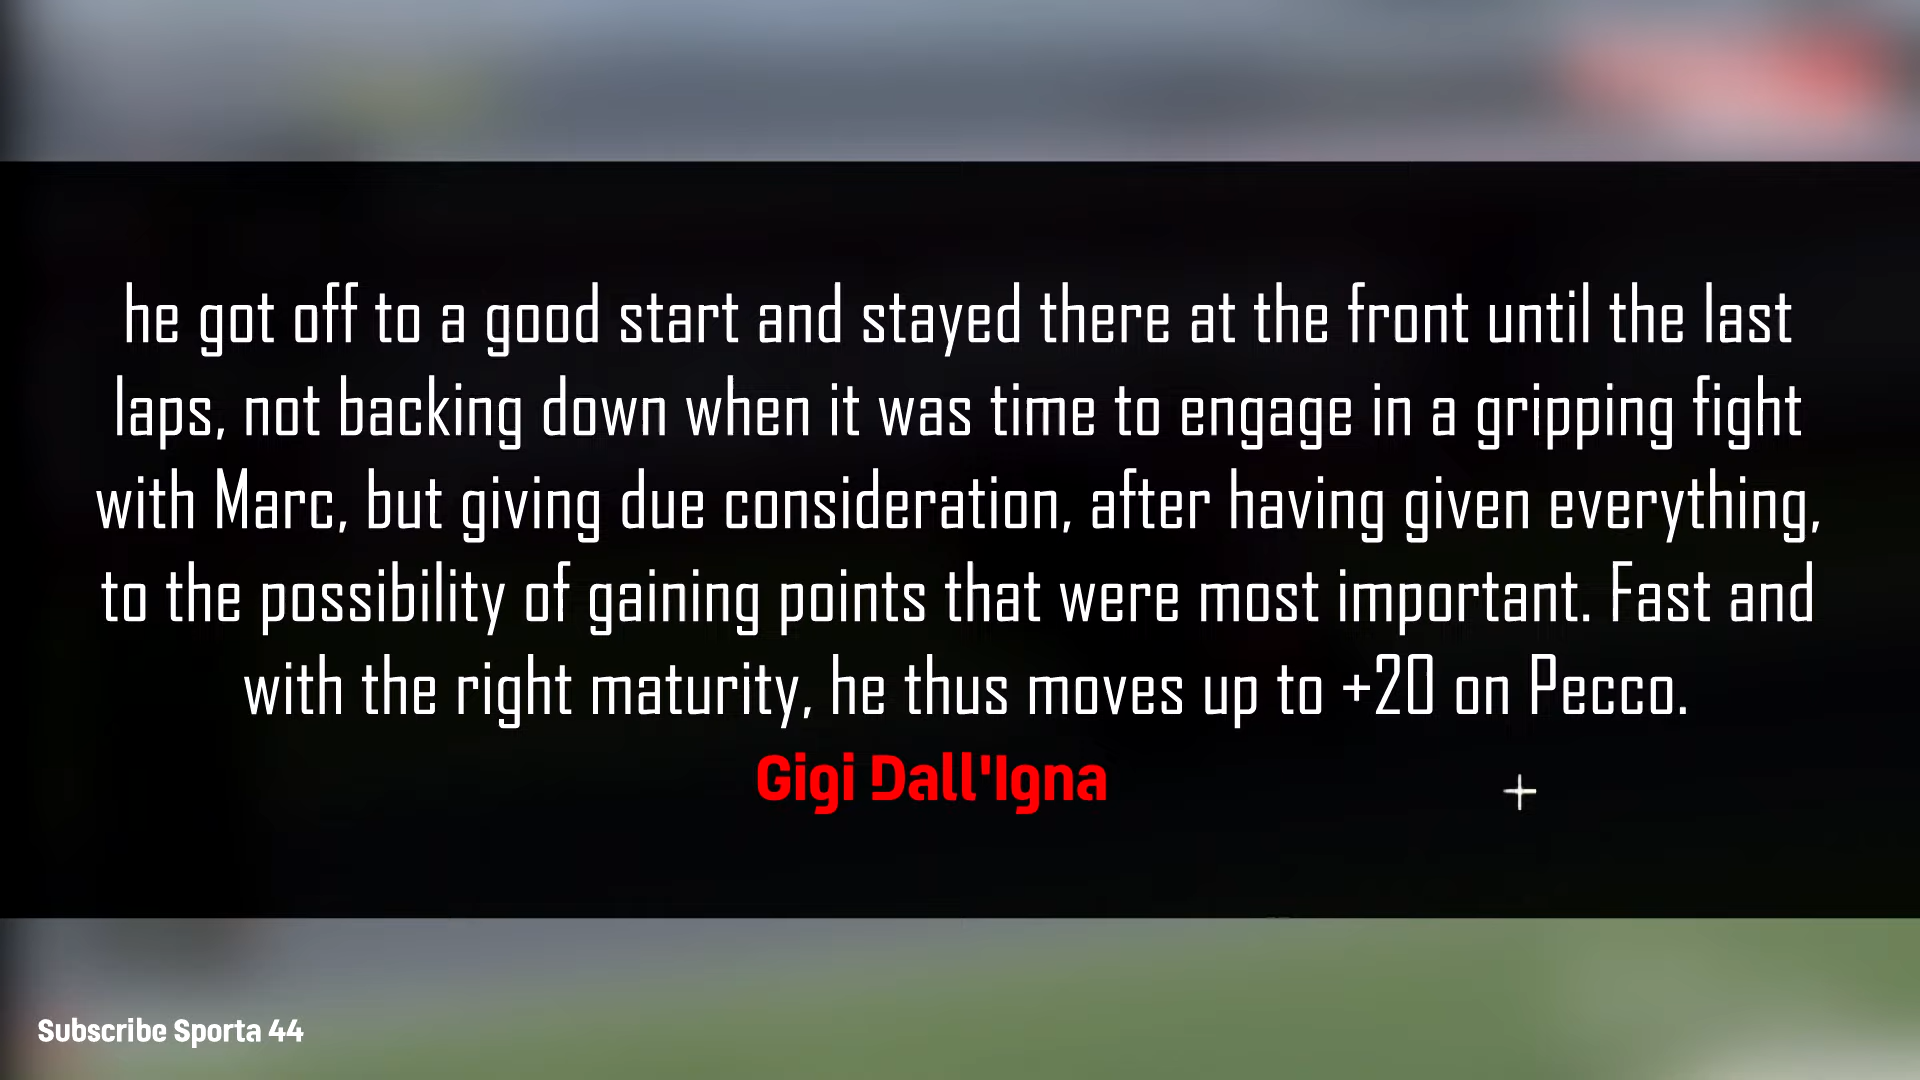 he got off to a good start and stayed there at the front until the last
laps, not backing down when it was time to engage in a gripping fight
with Marc, but giving due consideration, after having given everything,
to the possibility of gaining points that were most important. Fast and
with the right maturity, he thus moves up to +20 on Pecco.
Gigi Dall'Igna
Subscribe Sporta 44